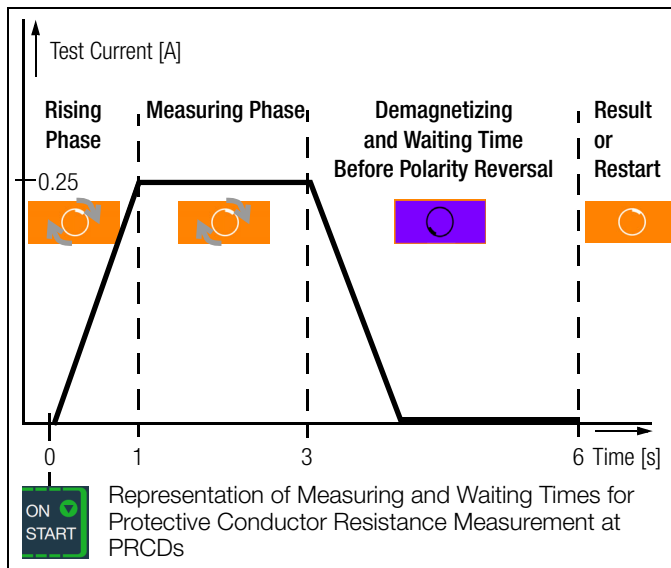 Test Current [A]
Rising
Phase
Measuring Phase
Demagnetizing
and Waiting Time
Before Polarity Reversal
Result
or
Restart
0.25
0
1
3
6
Time [s]
ON
START
Representation of Measuring and Waiting Times for
Protective Conductor Resistance Measurement at
PRCDs